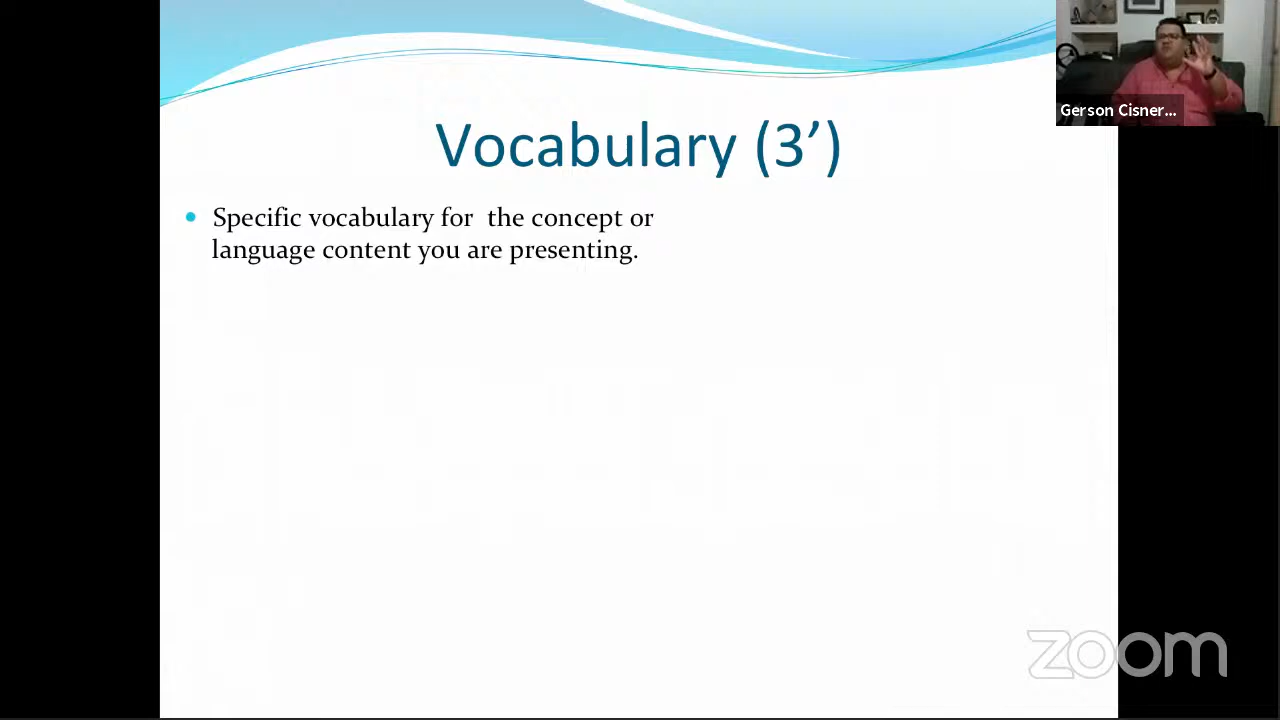 Gerson Cisner...
Vocabulary (3’)
Specific vocabulary for the concept or
language content you are presenting.
zoom